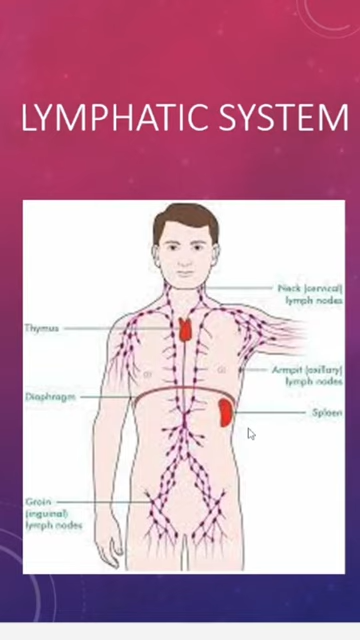 LYMPHATIC SYSTEM
Neck (cervical)
lymph nodes
Thymus
Armpit (axillary)
lymph nodes
Diaphragm
Spleen
Groin
(inguinal)
lymph nodes